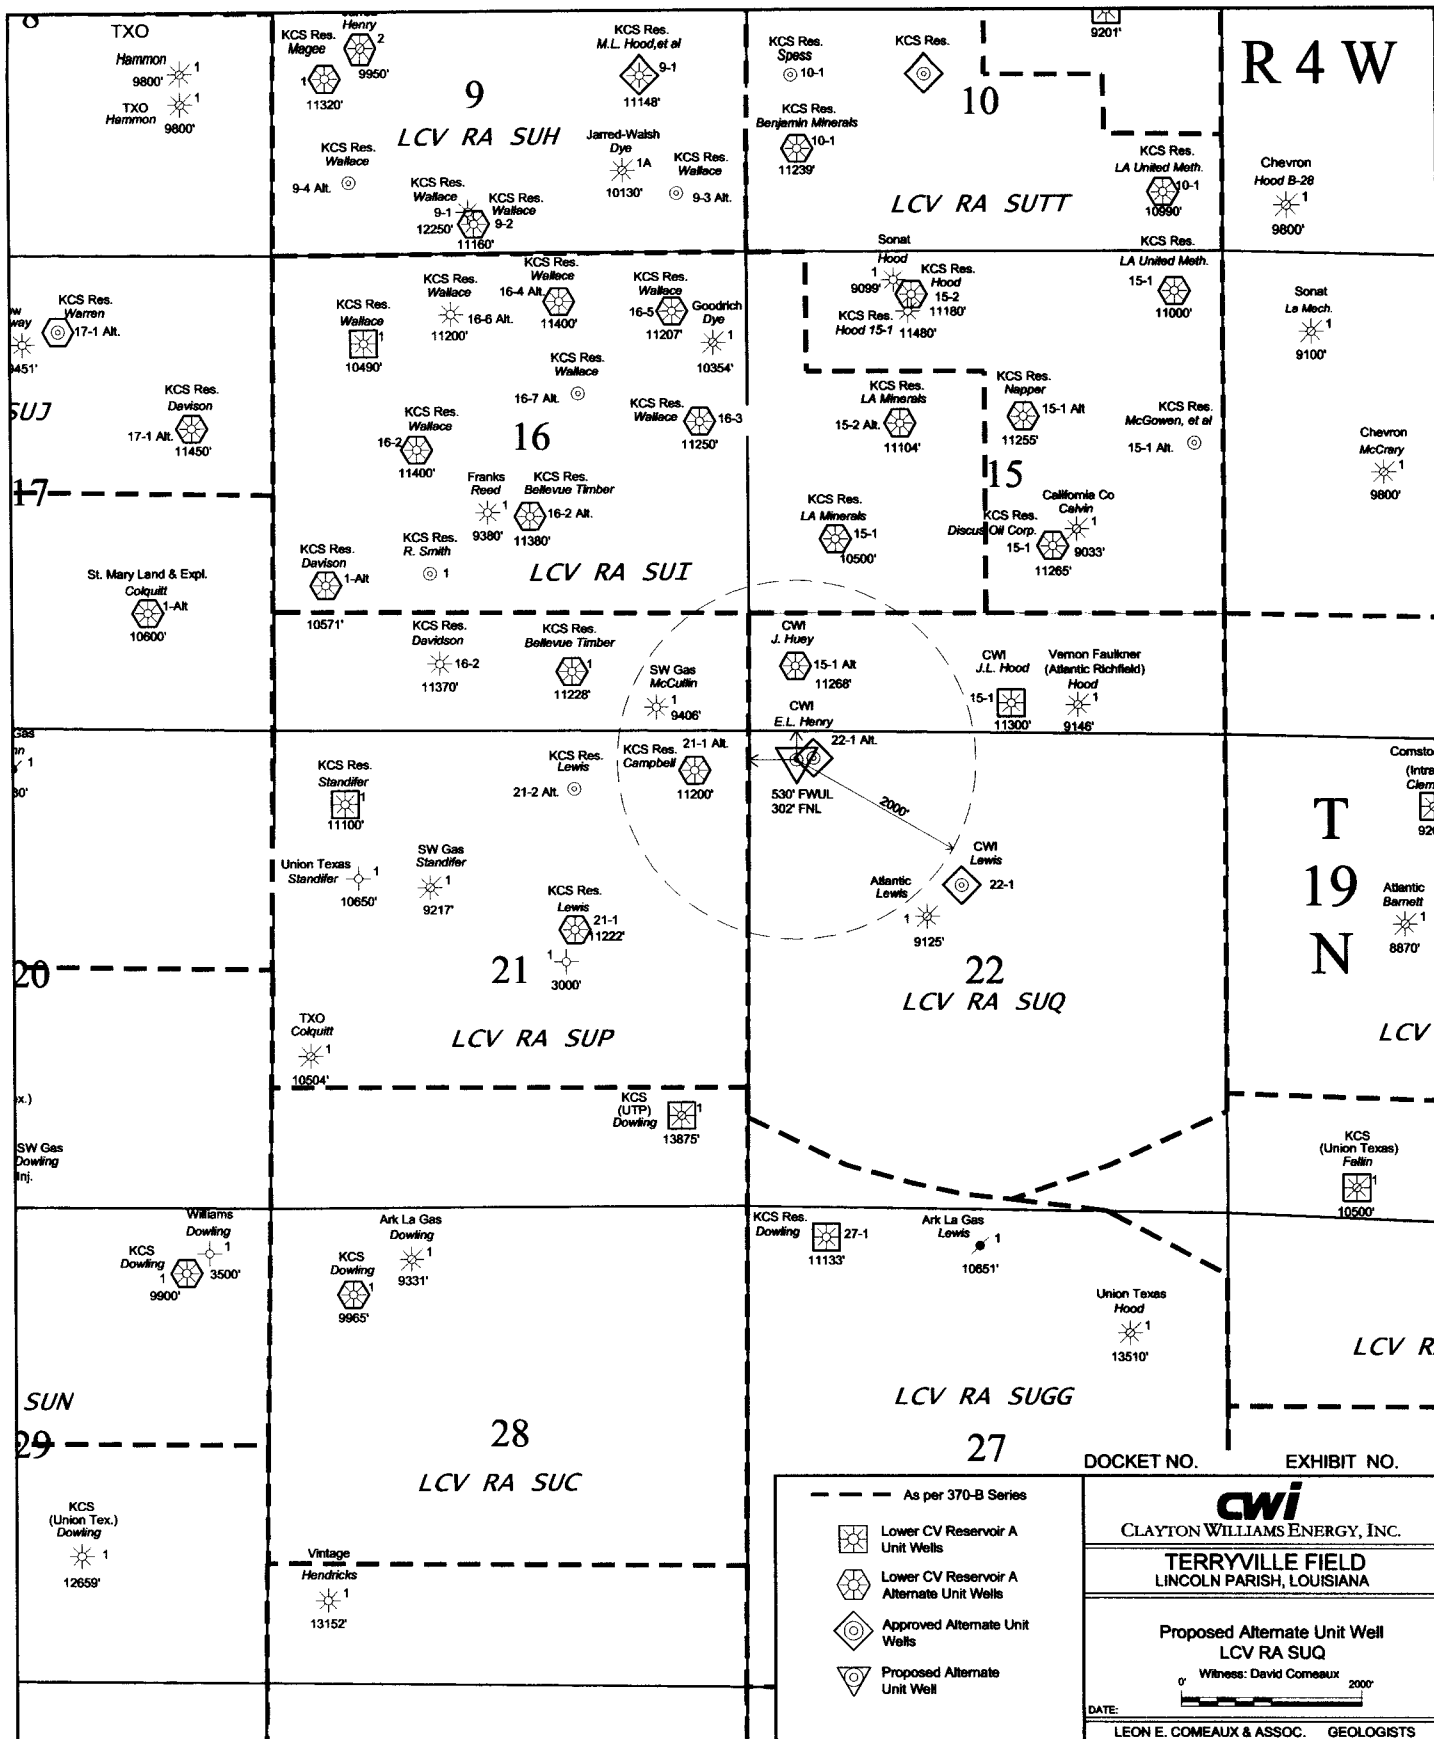 8
TXO
Hammon
1
9800'
TXO
Hammon
1
9800'
Henry
2
9950'
KCS Res.
Magee
1
11320'
9
LCV RA SUH
KCS Res.
M.L. Hood,et al
9-1
11148'
KCS Res.
Wallace
9-4 Alt.
KCS Res.
Wallace
9-1
12250'
KCS Res.
Wallace
9-2
11160'
Jarred-Walsh
Dye
1A
10130'
KCS Res.
Wallace
9-3 Alt.
KCS Res.
Spess
10-1
KCS Res.
10
9201'
R 4 W
KCS Res.
Benjamin Minerals
10-1
11239'
KCS Res.
LA United Meth.
10-1
10990'
LCV RA SUTT
Chevron
Hood B-28
1
9800'
KCS Res.
Warren
17-1 Alt.
way
9451'
SUJ
KCS Res.
Davison
17-1 Alt.
11450'
17
St. Mary Land & Expl.
Colquitt
1-Alt
10600'
KCS Res.
Wallace
1
10490'
KCS Res.
Wallace
16-6 Alt.
11200'
KCS Res.
Wallace
16-4 Alt.
11400'
KCS Res.
Wallace
16-5
11207'
Goodrich
Dye
1
10354'
KCS Res.
Wallace
16-7 Alt.
KCS Res.
Wallace
16-3
11250'
KCS Res.
Wallace
16-2
11400'
16
Franks
Reed
1
9380'
KCS Res.
Bellevue Timber
16-2 Alt.
11380'
KCS Res.
Davison
1-Alt
10571'
KCS Res.
R. Smith
1
LCV RA SUI
Sonat
Hood
1
9099'
KCS Res.
Hood
15-2
11180'
KCS Res.
Hood 15-1
11480'
KCS Res.
LA United Meth.
15-1
11000'
Sonat
La Mech.
1
9100'
KCS Res.
LA Minerals
15-2 Alt.
11104'
KCS Res.
Napper
15-1 Alt
11255'
KCS Res.
McGowen, et al
15-1 Alt.
15
Chevron
McCrary
1
9800'
KCS Res.
LA Minerals
15-1
10500'
California Co
Calvin
1
9033'
KCS Res.
Discus Oil Corp.
15-1
11265'
KCS Res.
Davidson
16-2
11370'
KCS Res.
Bellevue Timber
1
11228'
SW Gas
McCullin
1
9406'
CWI
J. Huey
15-1 Alt
11268'
CWI
J.L. Hood
15-1
11300'
Vernon Faulkner
(Atlantic Richfield)
Hood
1
9146'
Gas
1
KCS Res.
Standifer
1
11100'
KCS Res.
Lewis
21-2 Alt.
KCS Res.
Campbell
21-1 Alt.
11200'
CWI
E.L. Henry
22-1 Alt.
530' FWUL
302' FNL
2000'
Union Texas
Standifer
1
10650'
SW Gas
Standifer
1
9217'
KCS Res.
Lewis
21-1
11222'
1
3000'
Atlantic
Lewis
1
9125'
CWI
Lewis
22-1
T
19
N
Atlantic
Barnett
1
8870'
20
21
22
LCV RA SUQ
TXO
Colquitt
1
10504'
LCV RA SUP
LCV
KCS
(UTP)
Dowling
1
13875'
SW Gas
Dowling
Inj.
KCS
(Union Texas)
Fallin
1
10500'
Williams
Dowling
1
3500'
KCS
Dowling
1
9900'
Ark La Gas
Dowling
1
9331'
KCS
Dowling
1
9965'
KCS Res.
Dowling
27-1
11133'
Ark La Gas
Lewis
1
10651'
Union Texas
Hood
1
13510'
SUN
29
28
LCV RA SUC
LCV RA SUGG
27
KCS
(Union Tex.)
Dowling
1
12659'
Vintage
Hendricks
1
13152'
DOCKET NO. EXHIBIT NO.
As per 370-B Series
Lower CV Reservoir A
Unit Wells
Lower CV Reservoir A
Alternate Unit Wells
Approved Alternate Unit
Wells
Proposed Alternate
Unit Well
cwi
CLAYTON WILLIAMS ENERGY, INC.
TERRYVILLE FIELD
LINCOLN PARISH, LOUISIANA
Proposed Alternate Unit Well
LCV RA SUQ
Witness: David Comeaux
0' 2000'
DATE:
LEON E. COMEAUX & ASSOC. GEOLOGISTS